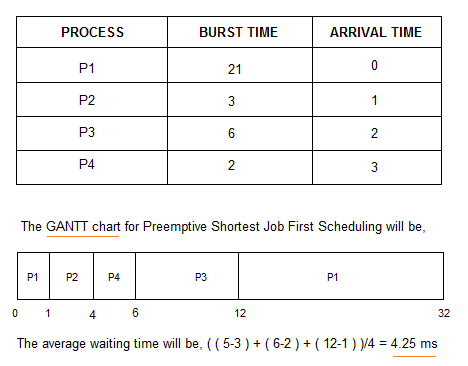 PROCESS BURST TIME ARRIVAL TIME
P1 21 0
P2 3 1
P3 6 2
P4 2 3
The GANTT chart for Preemptive Shortest Job First Scheduling will be,
P1 P2 P4 P3 P1
0 1 4 6 12 32
The average waiting time will be, ( ( 5-3 ) + ( 6-2 ) + ( 12-1 ) )/4 = 4.25 ms